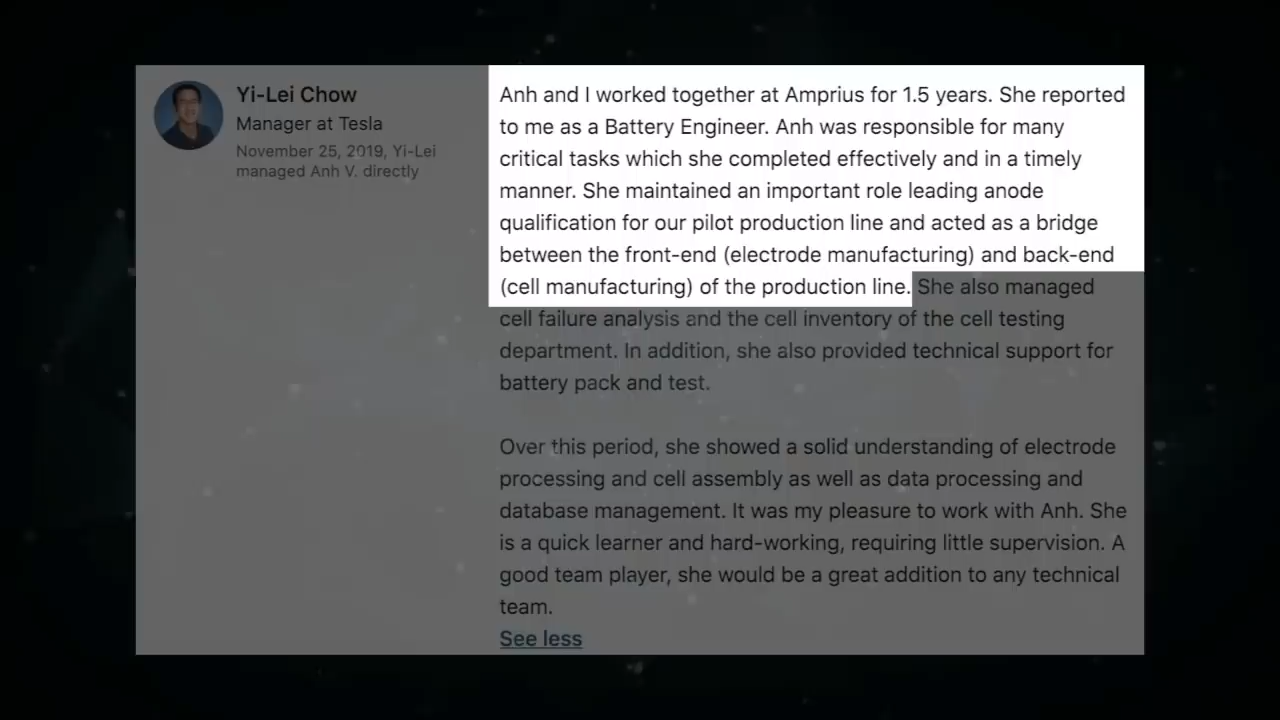 Yi-Lei Chow
Manager at Tesla
November 25, 2019, Yi-Lei
managed Anh V. directly
Anh and I worked together at Amprius for 1.5 years. She reported
to me as a Battery Engineer. Anh was responsible for many
critical tasks which she completed effectively and in a timely
manner. She maintained an important role leading anode
qualification for our pilot production line and acted as a bridge
between the front-end (electrode manufacturing) and back-end
(cell manufacturing) of the production line. She also managed
cell failure analysis and the cell inventory of the cell testing
department. In addition, she also provided technical support for
battery pack and test.
Over this period, she showed a solid understanding of electrode
processing and cell assembly as well as data processing and
database management. It was my pleasure to work with Anh. She
is a quick learner and hard-working, requiring little supervision. A
good team player, she would be a great addition to any technical
team.
See less